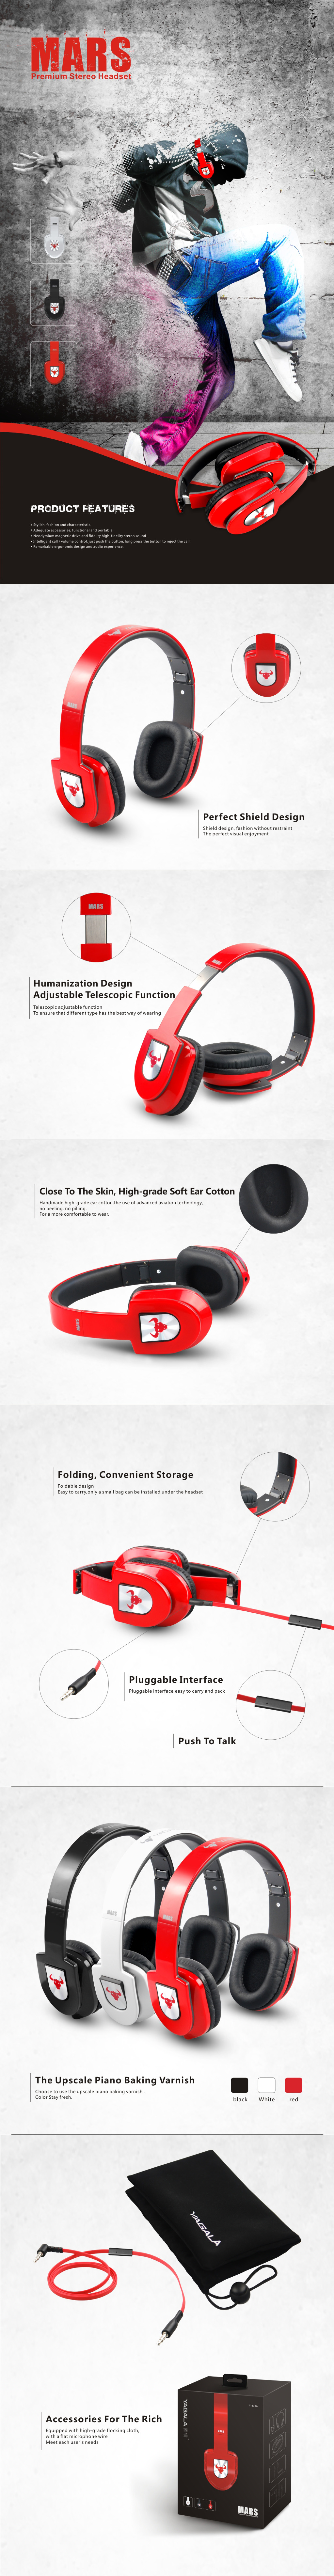 MARS
Premium Stereo Headset
PRODUCT FEATURES
• Stylish, fashion and characteristic.
• Adequate accessories, functional and portable.
• Neodymium magnetic drive and fidelity high-fidelity stereo sound.
• Intelligent call / volume control, just push the button, long press the button to reject the call.
• Remarkable ergonomic design and audio experience.
MARS
Perfect Shield Design
Shield design, fashion without restraint
The perfect visual enjoyment
MARS
Humanization Design
Adjustable Telescopic Function
Telescopic adjustable function
To ensure that different type has the best way of wearing
Close To The Skin, High-grade Soft Ear Cotton
Handmade high-grade ear cotton,the use of advanced aviation technology,
no peeling, no pilling.
For a more comfortable to wear.
MARS
Folding, Convenient Storage
Foldable design
Easy to carry,only a small bag can be installed under the headset
Pluggable Interface
Pluggable interface,easy to carry and pack
Push To Talk
MARS
MARS
MARS
The Upscale Piano Baking Varnish
Choose to use the upscale piano baking varnish .
Color Stay fresh.
black
White
red
YAGALA
Accessories For The Rich
Equipped with high-grade flocking cloth,
with a flat microphone wire
Meet each user's needs
YAGALA
MARS
MARS